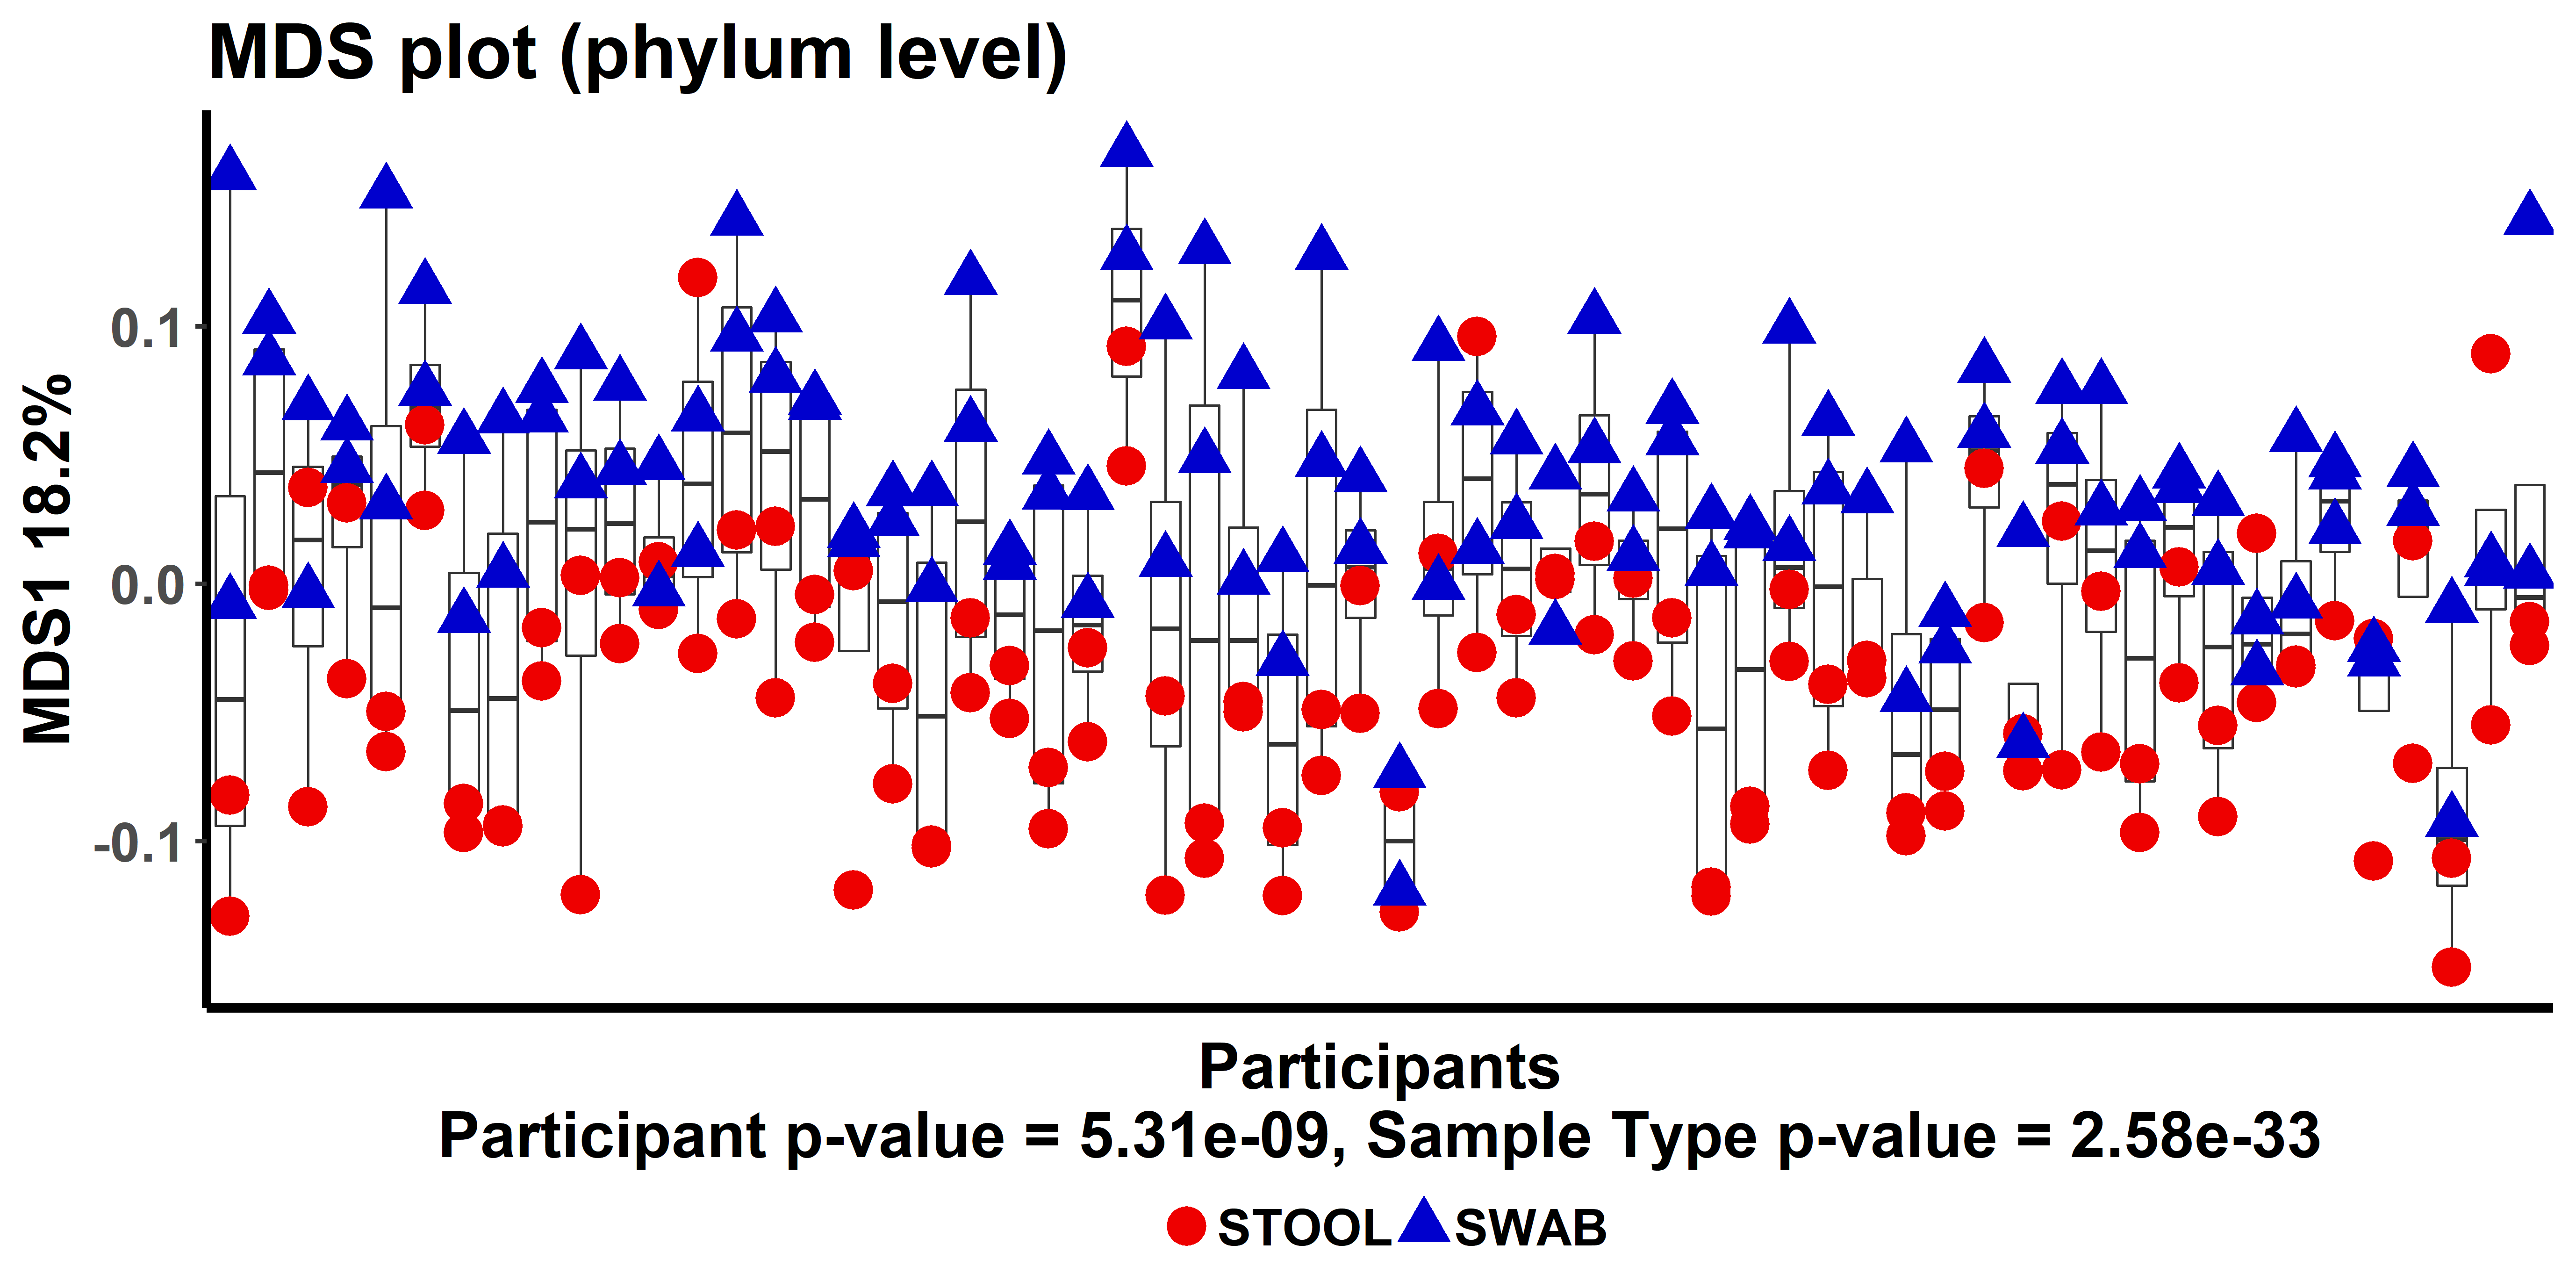 MDS plot (phylum level)
MDS1 18.2%
0.1
0.0
-0.1
Participants
Participant p-value = 5.31e-09, Sample Type p-value = 2.58e-33
STOOL SWAB